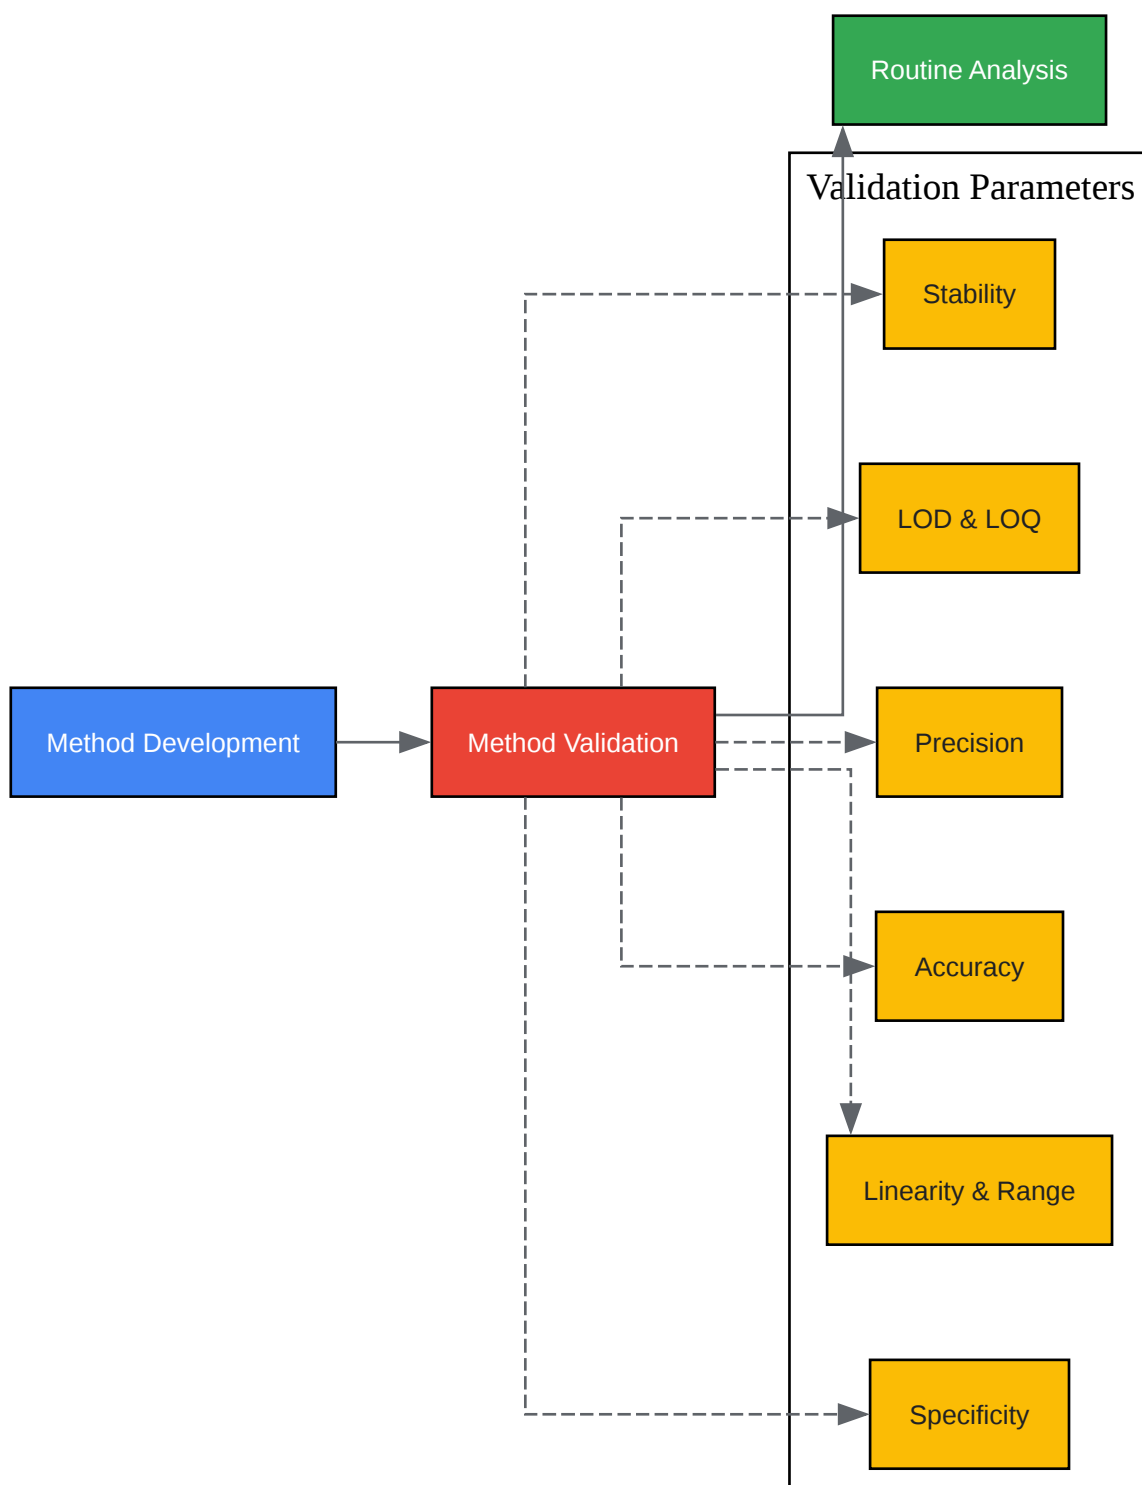 Routine Analysis
Validation Parameters
Stability
LOD & LOQ
Method Development
Method Validation
Precision
Accuracy
Linearity & Range
Specificity